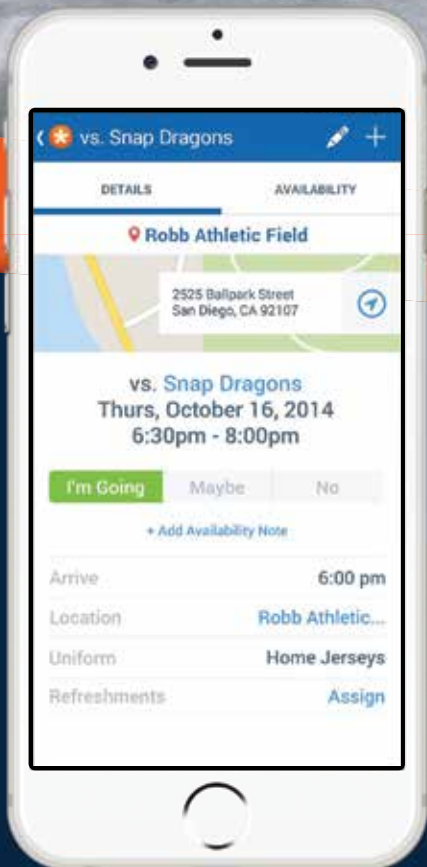 vs. Snap Dragons
DETAILS AVAILABILITY
Robb Athletic Field
2525 Ballpark Street
San Diego, CA 92107
vs. Snap Dragons
Thurs, October 16, 2014
6:30pm - 8:00pm
I'm Going Maybe No
+ Add Availability Note
Arrive 6:00 pm
Location Robb Athletic...
Uniform Home Jerseys
Refreshments Assign